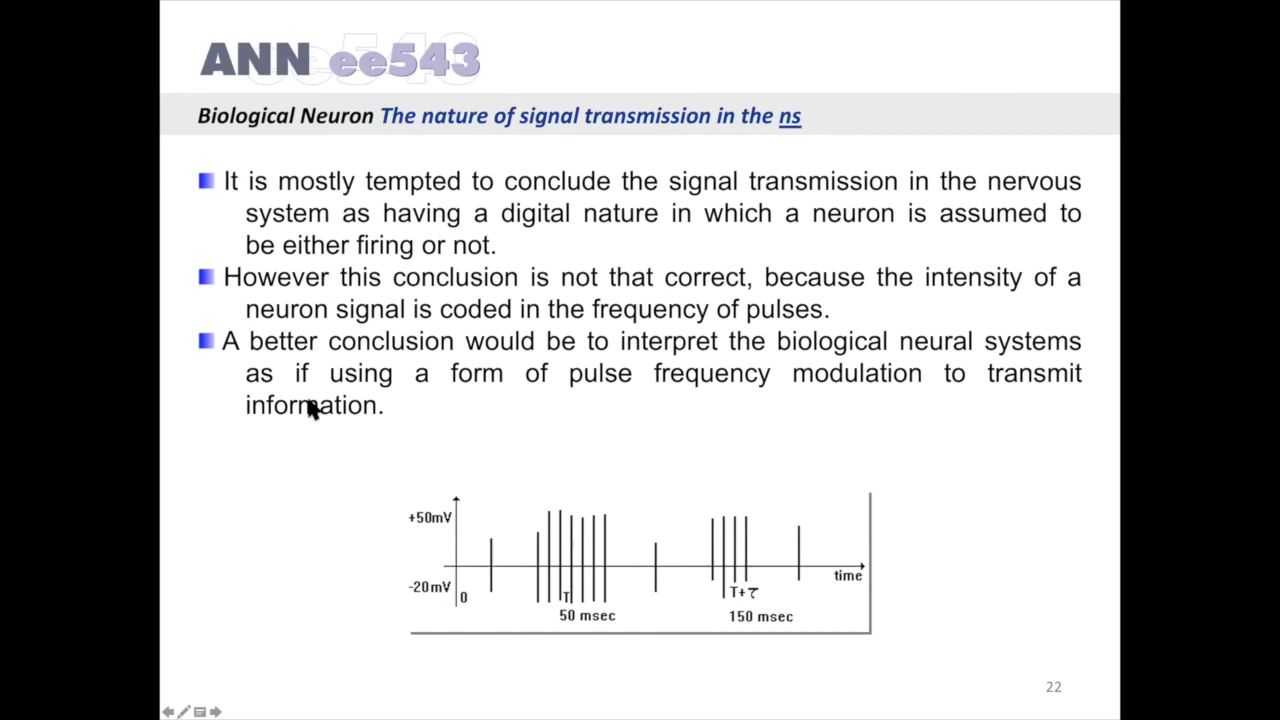 ANN ee543
Biological Neuron The nature of signal transmission in the ns
It is mostly tempted to conclude the signal transmission in the nervous
system as having a digital nature in which a neuron is assumed to
be either firing or not.
However this conclusion is not that correct, because the intensity of a
neuron signal is coded in the frequency of pulses.
A better conclusion would be to interpret the biological neural systems
as if using a form of pulse frequency modulation to transmit
information.
+50mV
-20mV
0
T
50 msec
T+τ
150 msec
time
22